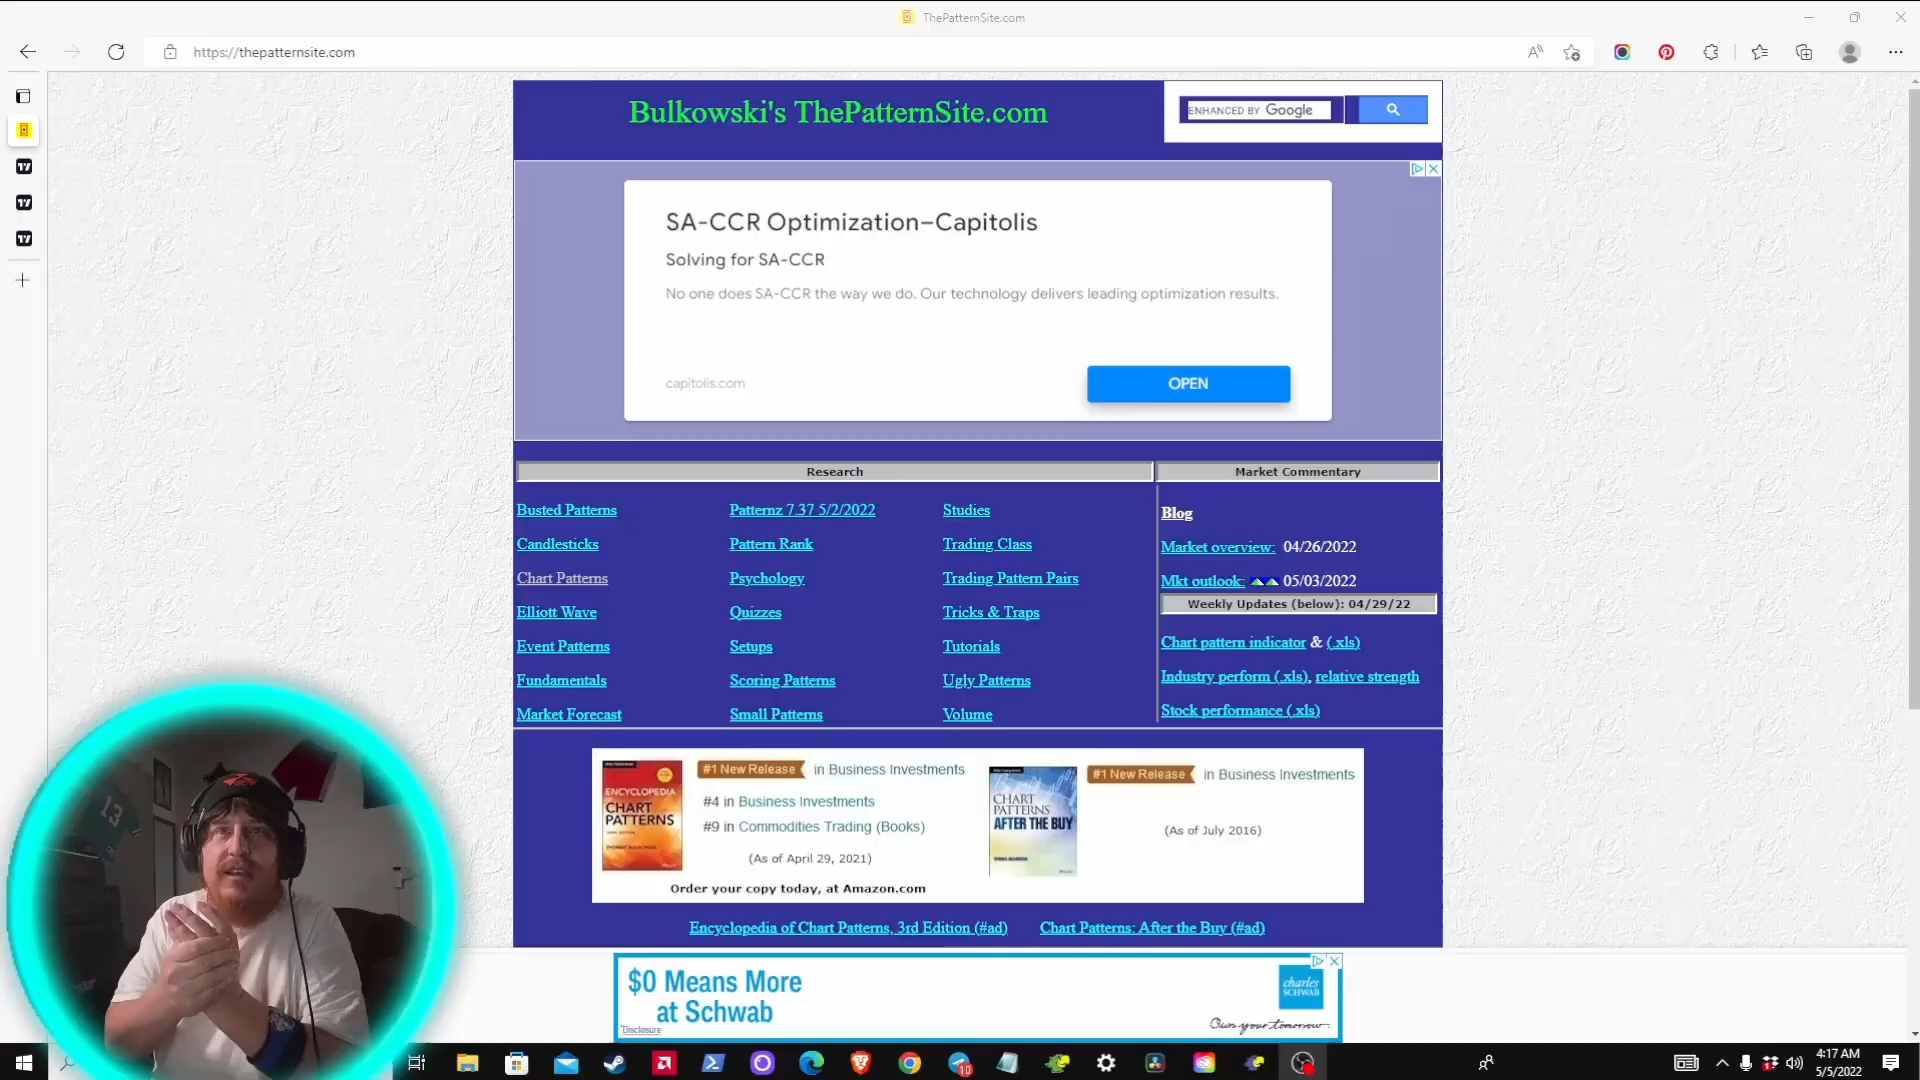 ThePatternSite.com
https://thepatternsite.com
Bulkowski's ThePatternSite.com
ENHANCED BY Google
SA-CCR Optimization–Capitolis
Solving for SA-CCR
No one does SA-CCR the way we do. Our technology delivers leading optimization results.
capitolis.com
OPEN
Research
Market Commentary
Busted Patterns
Patternz 7.37 5/2/2022
Studies
Blog
Candlesticks
Pattern Rank
Trading Class
Market overview: 04/26/2022
Chart Patterns
Psychology
Trading Pattern Pairs
Mkt outlook: 05/03/2022
Elliott Wave
Quizzes
Tricks & Traps
Weekly Updates (below): 04/29/22
Event Patterns
Setups
Tutorials
Chart pattern indicator & (.xls)
Fundamentals
Scoring Patterns
Ugly Patterns
Industry perform (.xls), relative strength
Market Forecast
Small Patterns
Volume
Stock performance (.xls)
ENCYCLOPEDIA
CHART
PATTERNS
#1 New Release in Business Investments
#4 in Business Investments
#9 in Commodities Trading (Books)
(As of April 29, 2021)
Order your copy today, at Amazon.com
CHART
PATTERNS
AFTER THE BUY
#1 New Release in Business Investments
(As of July 2016)
Encyclopedia of Chart Patterns, 3rd Edition (#ad)
Chart Patterns: After the Buy (#ad)
$0 Means More
at Schwab
Disclosure
charles
SCHWAB
Own your tomorrow.
13
10
4:17 AM
5/5/2022